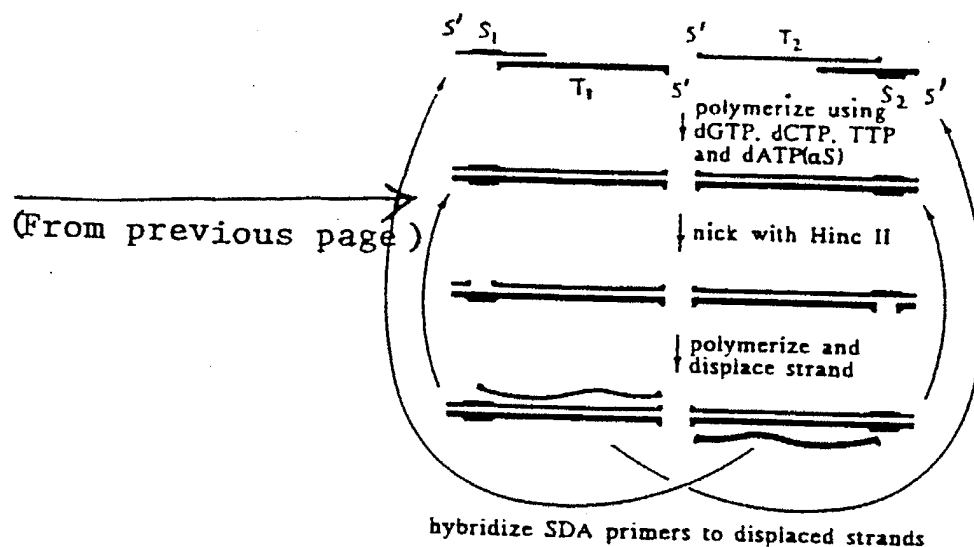 5' S₁ 5' T₂
T₁ 5' S₂ 5'
polymerize using
dGTP, dCTP, TTP
and dATP(αS)
(From previous page)
nick with Hinc II
polymerize and
displace strand
hybridize SDA primers to displaced strands